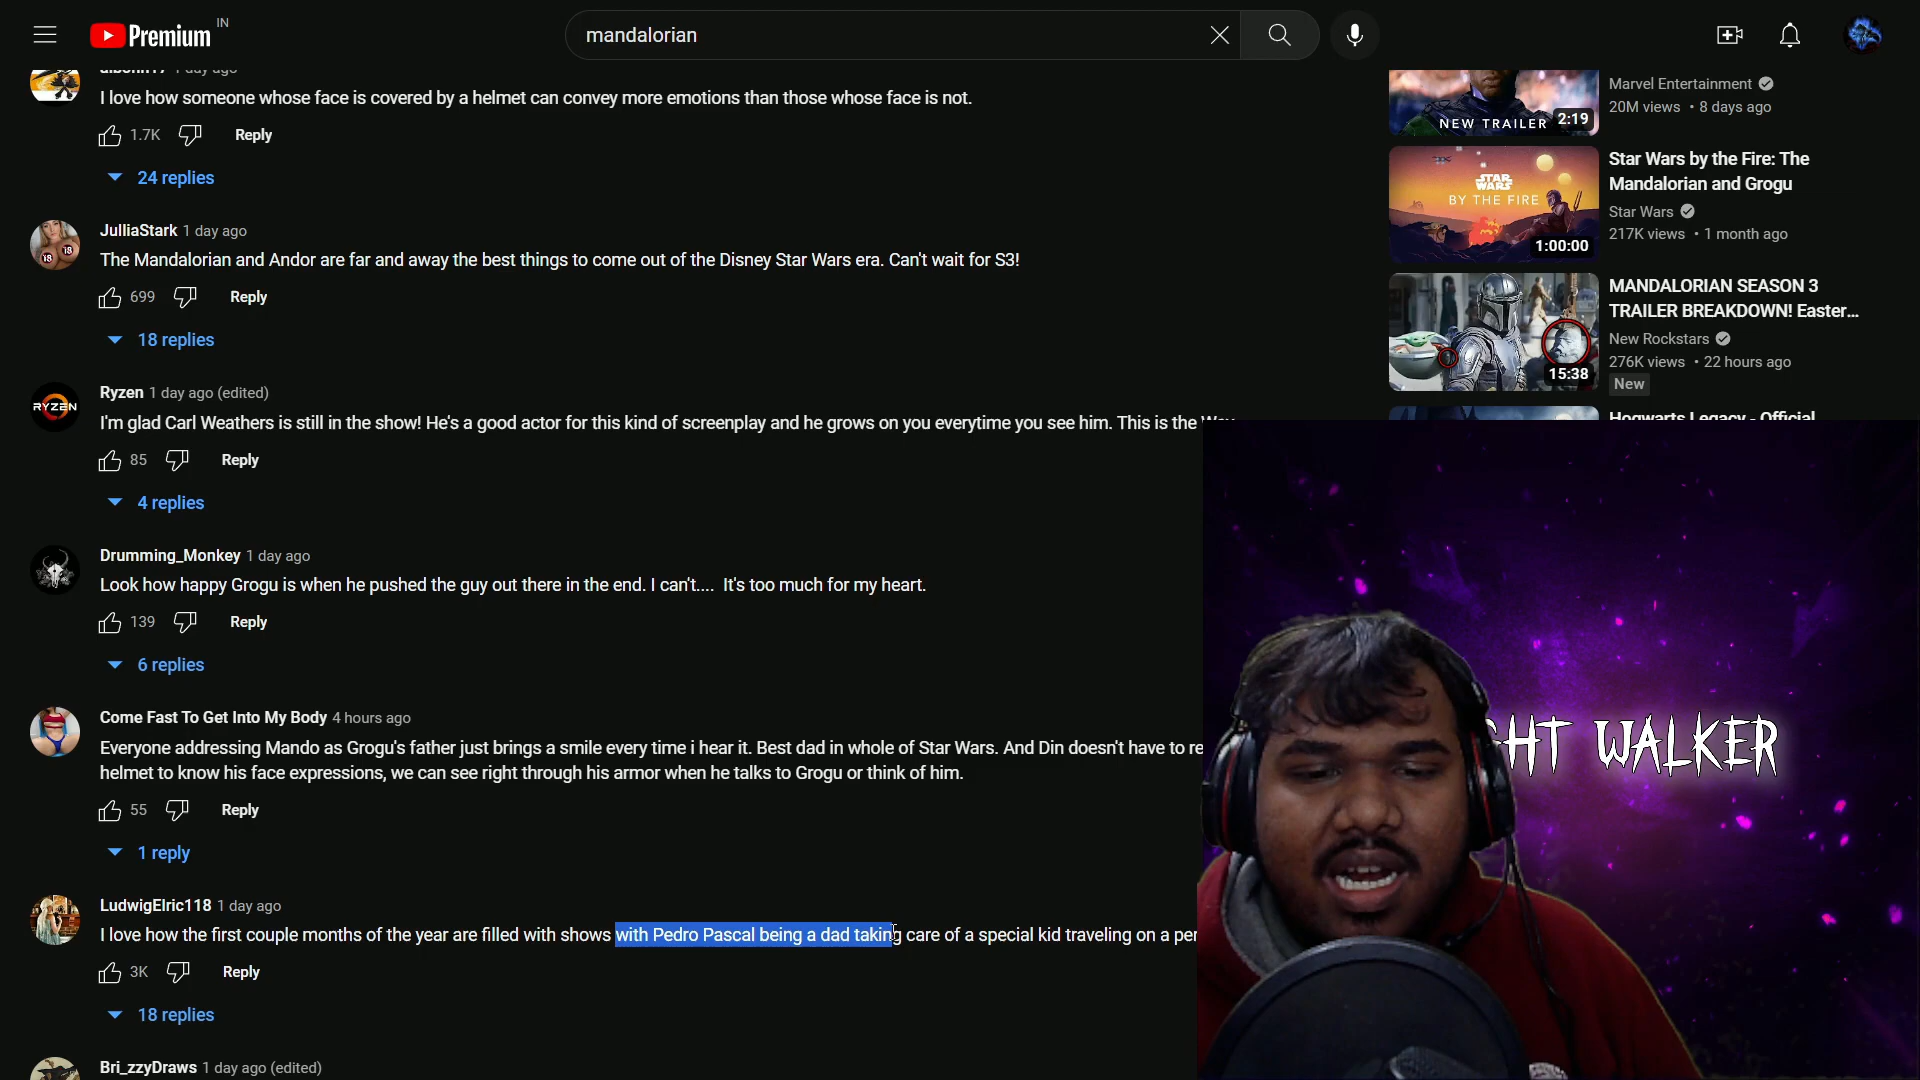 Premium IN
mandalorian
1 day ago
I love how someone whose face is covered by a helmet can convey more emotions than those whose face is not.
1.7K Reply
24 replies
JulliaStark 1 day ago
The Mandalorian and Andor are far and away the best things to come out of the Disney Star Wars era. Can't wait for S3!
699 Reply
18 replies
RYZEN
Ryzen 1 day ago (edited)
I'm glad Carl Weathers is still in the show! He's a good actor for this kind of screenplay and he grows on you everytime you see him. This is the Way
85 Reply
4 replies
Drumming_Monkey 1 day ago
Look how happy Grogu is when he pushed the guy out there in the end. I can't.... It's too much for my heart.
139 Reply
6 replies
Come Fast To Get Into My Body 4 hours ago
Everyone addressing Mando as Grogu's father just brings a smile every time i hear it. Best dad in whole of Star Wars. And Din doesn't have to re
helmet to know his face expressions, we can see right through his armor when he talks to Grogu or think of him.
55 Reply
1 reply
LudwigElric118 1 day ago
I love how the first couple months of the year are filled with shows with Pedro Pascal being a dad taking care of a special kid traveling on a per
3K Reply
18 replies
Bri_zzyDraws 1 day ago (edited)
NEW TRAILER 2:19
Marvel Entertainment
20M views • 8 days ago
STAR WARS
BY THE FIRE
1:00:00
Star Wars by the Fire: The
Mandalorian and Grogu
Star Wars
217K views • 1 month ago
15:38
MANDALORIAN SEASON 3
TRAILER BREAKDOWN! Easter...
New Rockstars
276K views • 22 hours ago
New
Hogwarts Legacy - Official
GHT WALKER